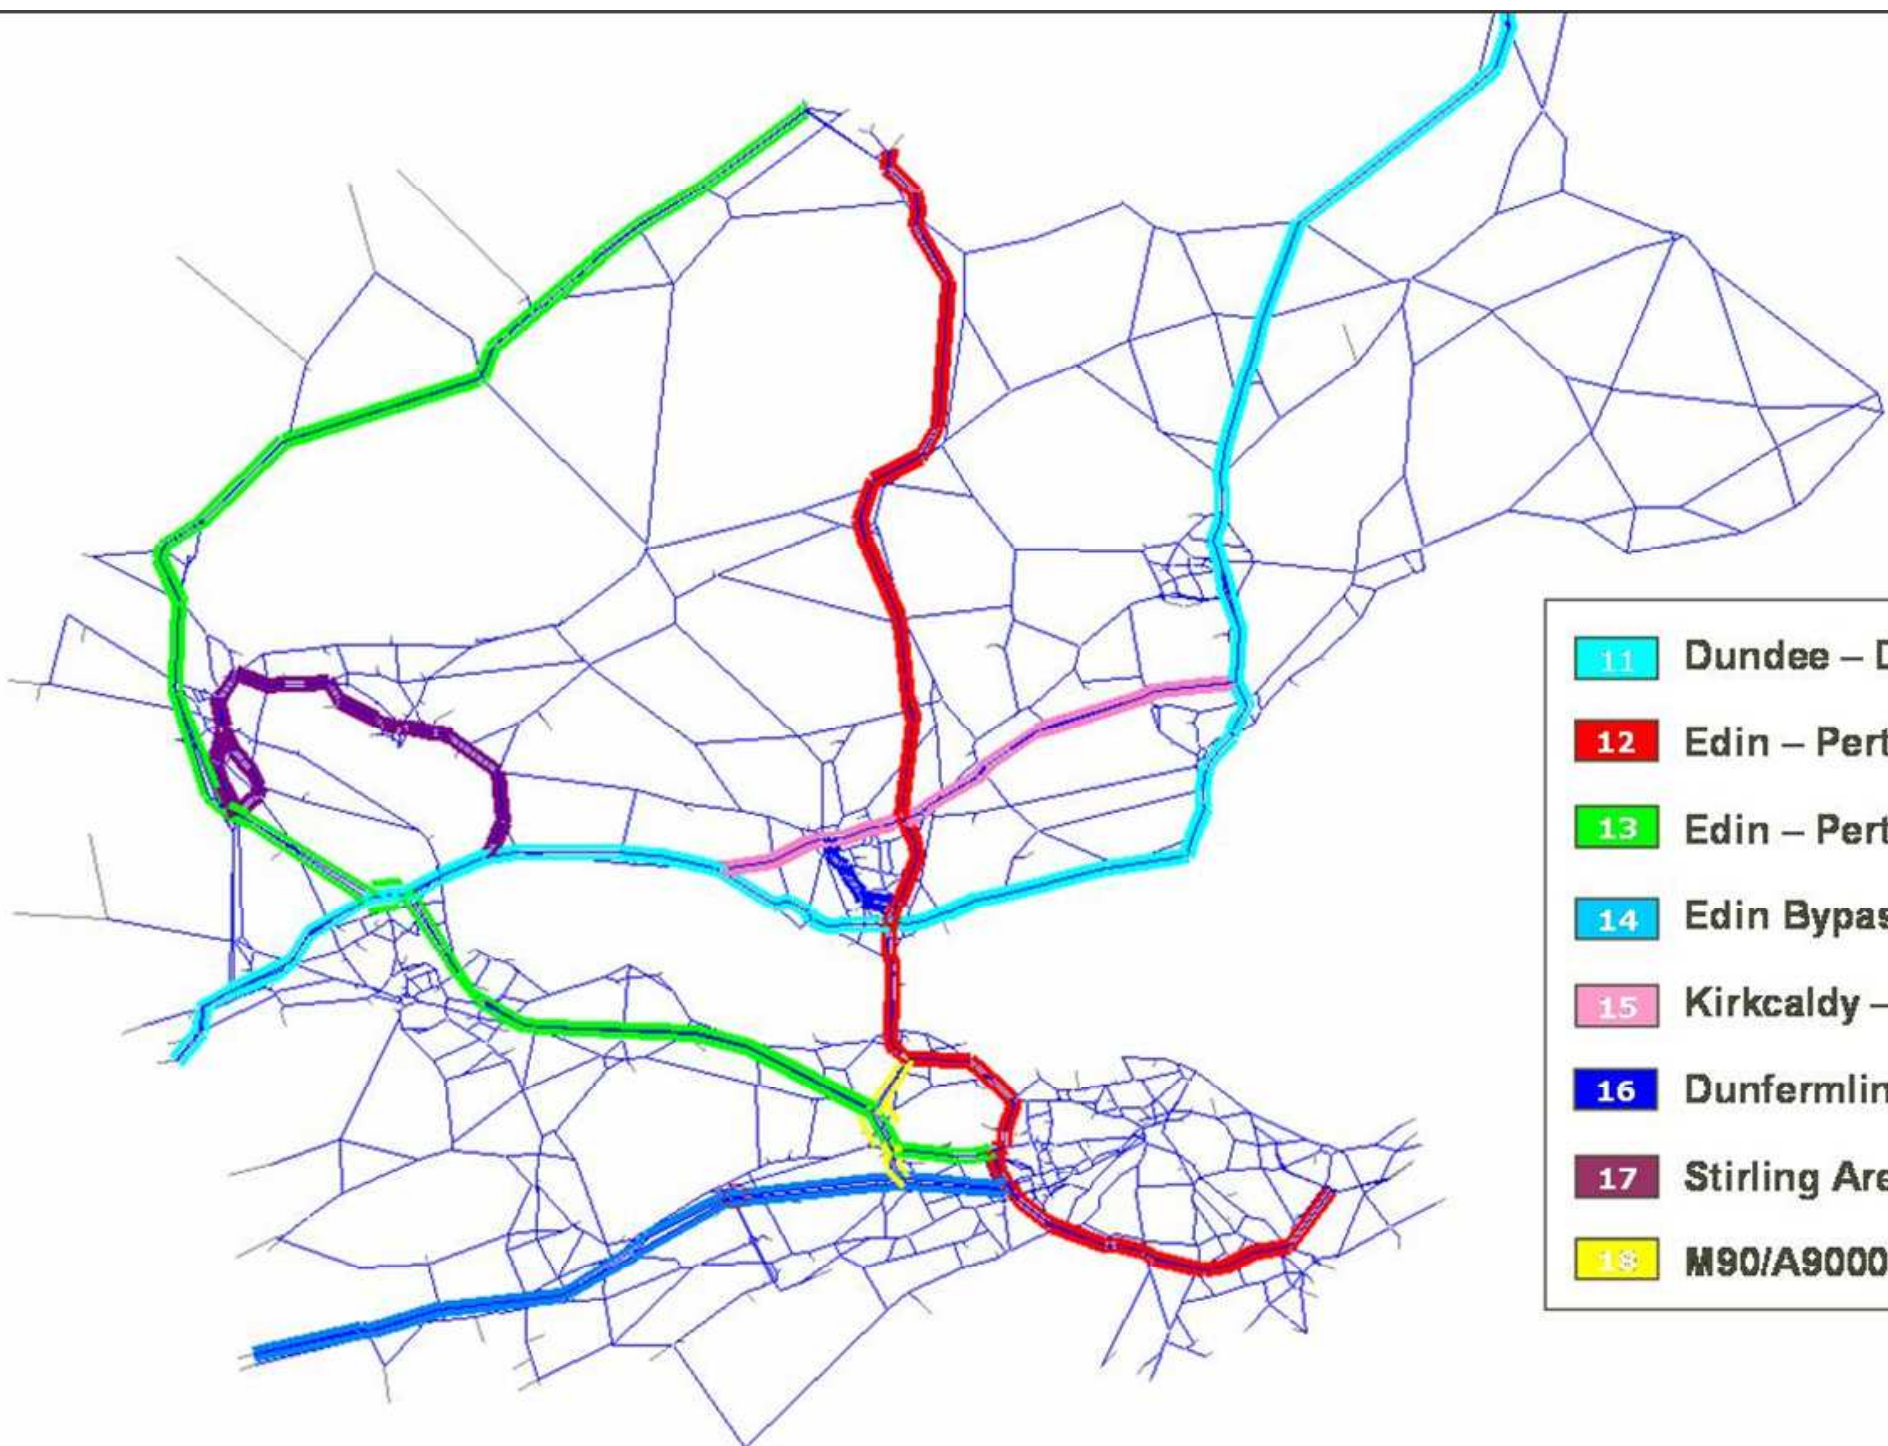 11 Dundee – D
12 Edin – Pert
13 Edin – Pert
14 Edin Bypas
15 Kirkcaldy –
16 Dunfermlin
17 Stirling Are
18 M90/A9000